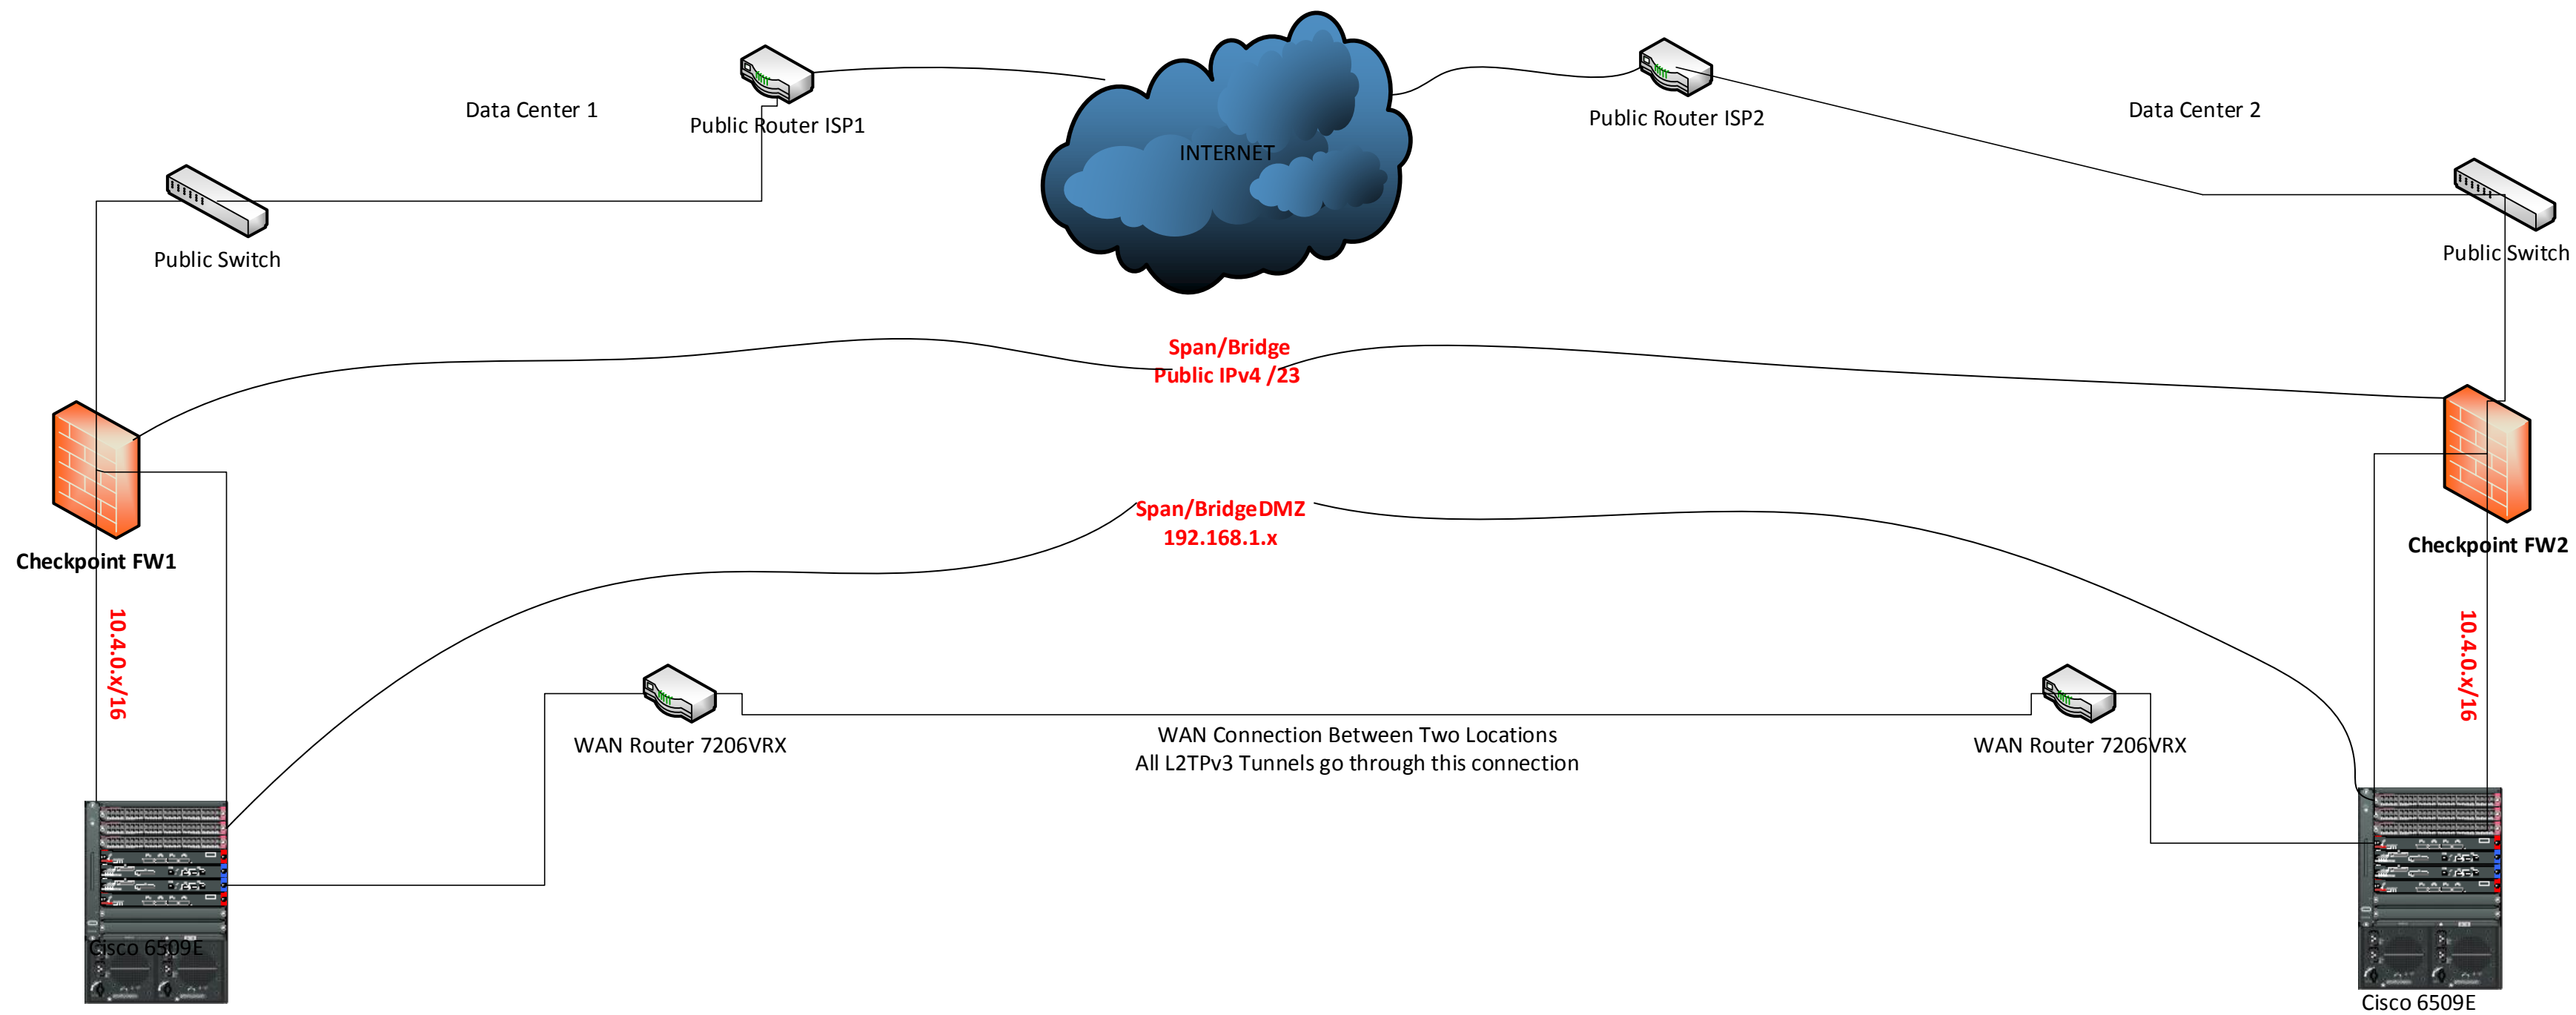 Data Center 1
Public Router ISP1
INTERNET
Public Router ISP2
Data Center 2
Public Switch
Public Switch
Span/Bridge
Public IPv4 /23
Span/BridgeDMZ
192.168.1.x
Checkpoint FW1
Checkpoint FW2
10.4.0.x/16
10.4.0.x/16
WAN Router 7206VRX
WAN Connection Between Two Locations
All L2TPv3 Tunnels go through this connection
WAN Router 7206VRX
Cisco 6509E
Cisco 6509E